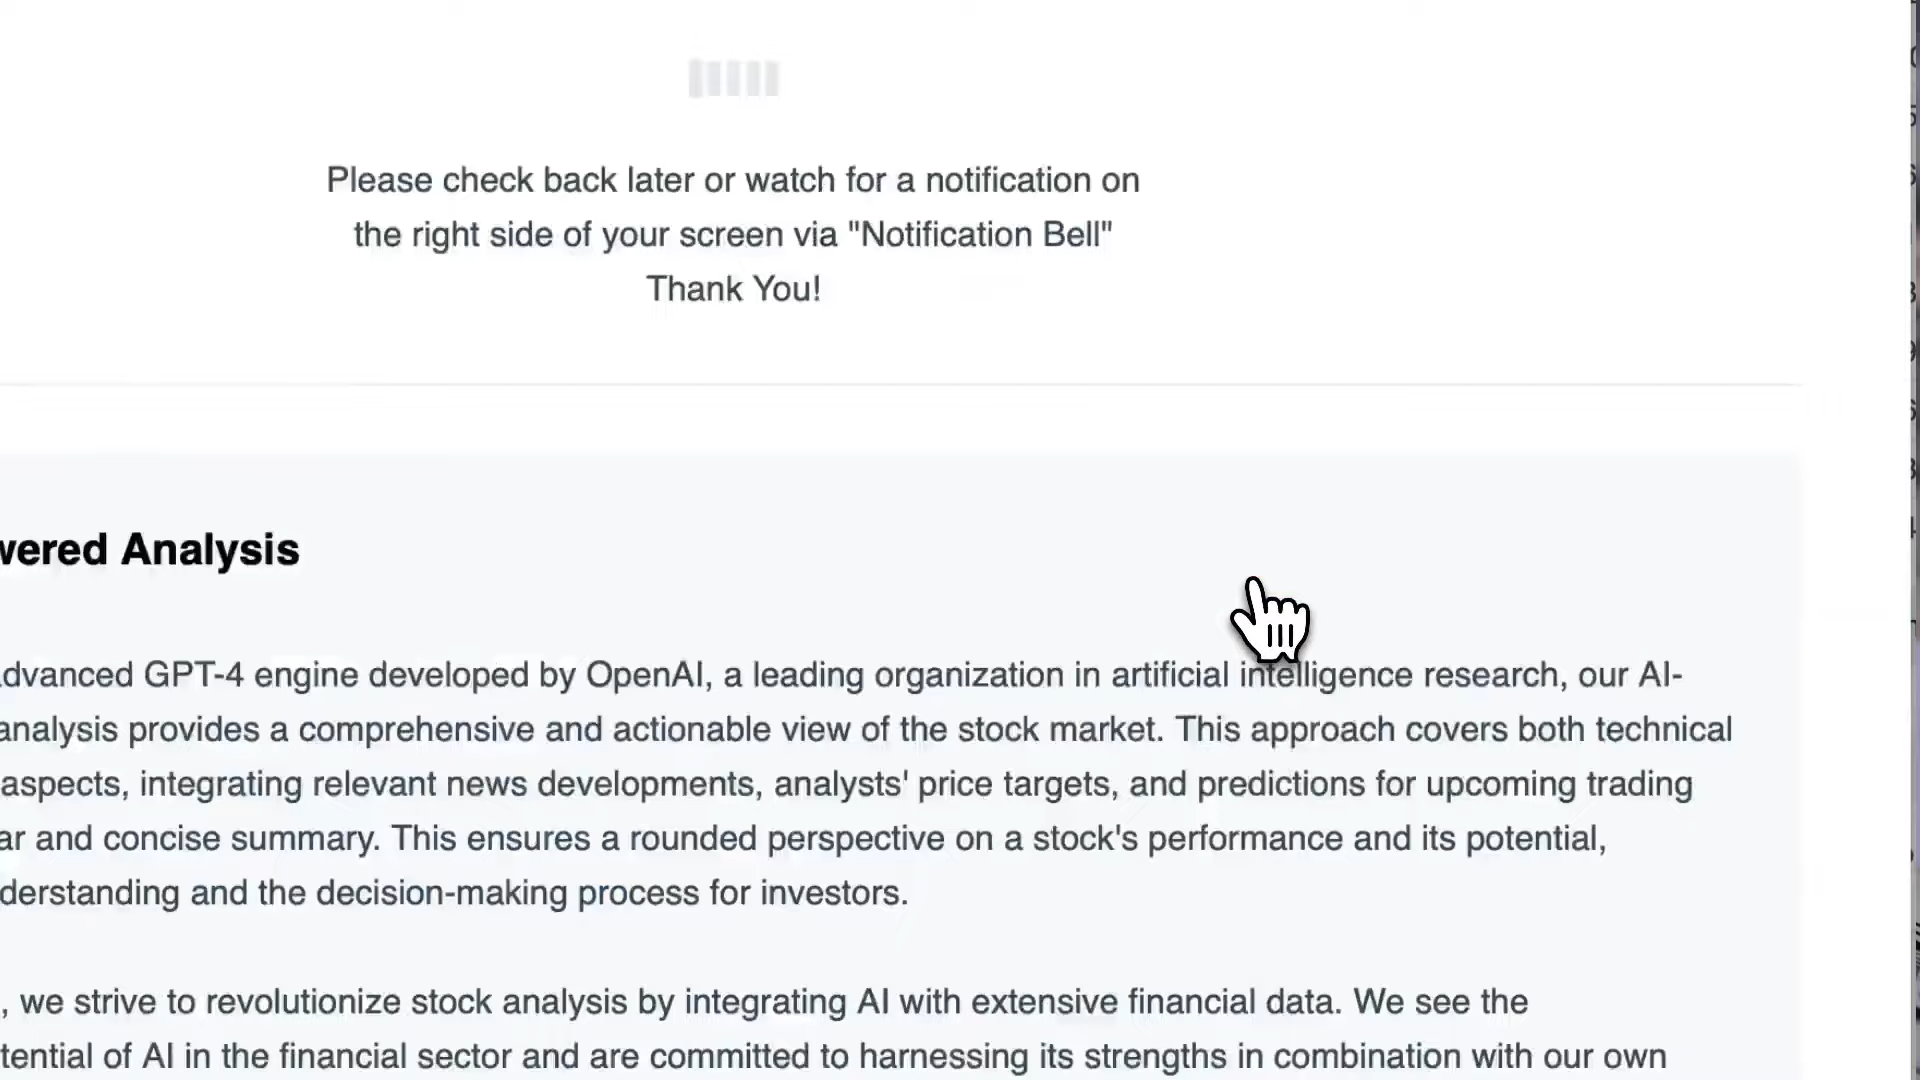 Please check back later or watch for a notification on
the right side of your screen via "Notification Bell"
Thank You!
wered Analysis
dvanced GPT-4 engine developed by OpenAI, a leading organization in artificial intelligence research, our AI-
analysis provides a comprehensive and actionable view of the stock market. This approach covers both technical
aspects, integrating relevant news developments, analysts' price targets, and predictions for upcoming trading
ar and concise summary. This ensures a rounded perspective on a stock's performance and its potential,
derstanding and the decision-making process for investors.
, we strive to revolutionize stock analysis by integrating AI with extensive financial data. We see the
tential of AI in the financial sector and are committed to harnessing its strengths in combination with our own